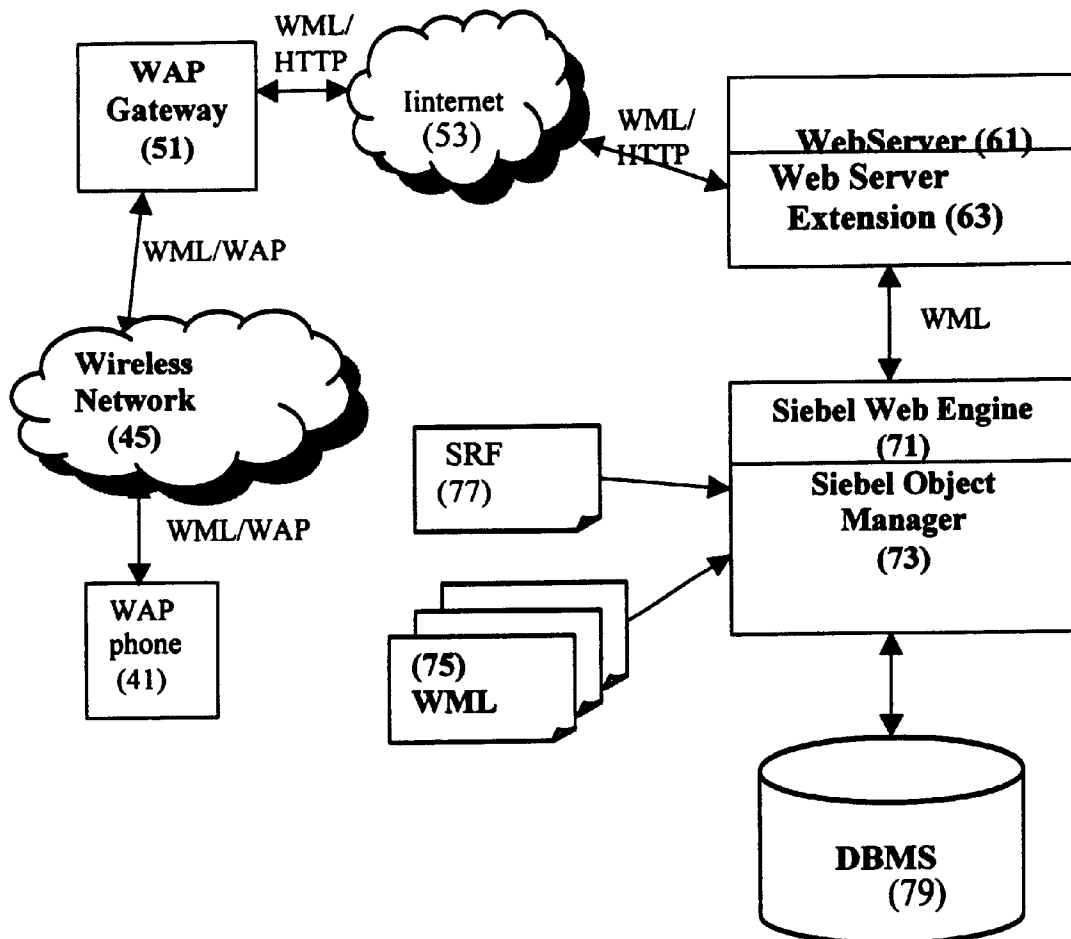 WML/
HTTP
WAP
Gateway
(51)
Iinternet
(53)
WML/
HTTP
WebServer (61)
Web Server
Extension (63)
WML/WAP
WML
Wireless
Network
(45)
Siebel Web Engine
(71)
SRF
(77)
Siebel Object
Manager
(73)
WML/WAP
WAP
phone
(41)
(75)
WML
DBMS
(79)